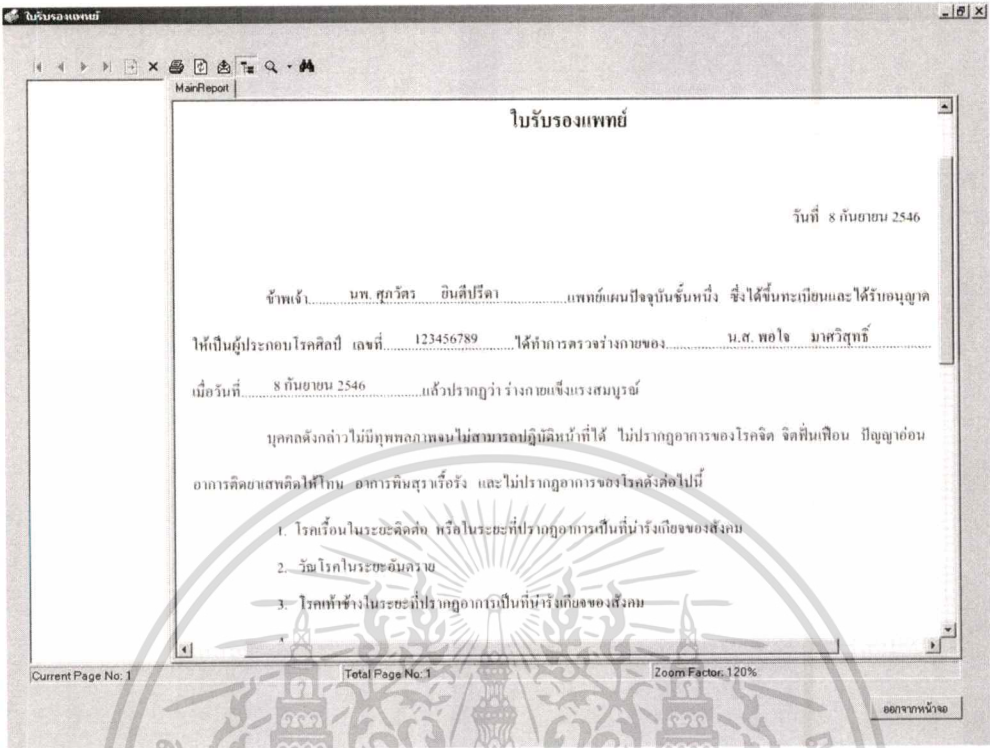 ใบรับรองแพทย์
MainReport
ใบรับรองแพทย์
วันที่ 8 กันยายน 2546
ข้าพเจ้า......นพ. ศุภวัตร ยินดีปรีดา......แพทย์แผนปัจจุบันชั้นหนึ่ง ซึ่งได้ขึ้นทะเบียนและได้รับอนุญาต
ให้เป็นผู้ประกอบโรคศิลป์ เลขที่......123456789......ได้ทำการตรวจร่างกายของ......น.ส. พอใจ มาศวิสุทธิ์......
เมื่อวันที่......8 กันยายน 2546......แล้วปรากฏว่า ร่างกายแข็งแรงสมบูรณ์
บุคคลดังกล่าวไม่มีทุพพลภาพจนไม่สามารถปฏิบัติหน้าที่ได้ ไม่ปรากฏอาการของโรคจิต จิตฟั่นเฟือน ปัญญาอ่อน
อาการติดยาเสพติดให้โทษ อาการพิษสุราเรื้อรัง และไม่ปรากฏอาการของโรคดังต่อไปนี้
1. โรคเรื้อนในระยะติดต่อ หรือในระยะที่ปรากฏอาการเป็นที่น่ารังเกียจของสังคม
2. วัณโรคในระยะอันตราย
3. โรคเท้าช้างในระยะที่ปรากฏอาการเป็นที่น่ารังเกียจของสังคม
Current Page No: 1 Total Page No: 1 Zoom Factor: 120%
ออกจากหน้าจอ